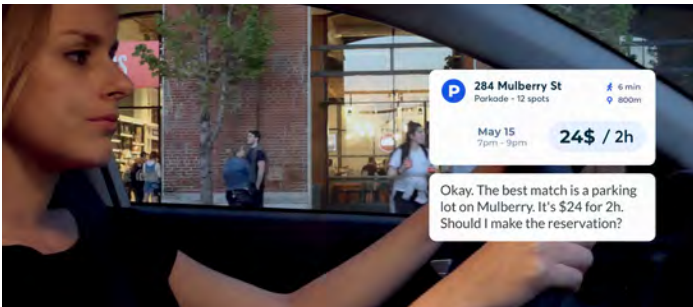 P
284 Mulberry St
6 min
Parkade - 12 spots
800m
May 15
24$ / 2h
7pm - 9pm
Okay. The best match is a parking
lot on Mulberry. It's $24 for 2h.
Should I make the reservation?